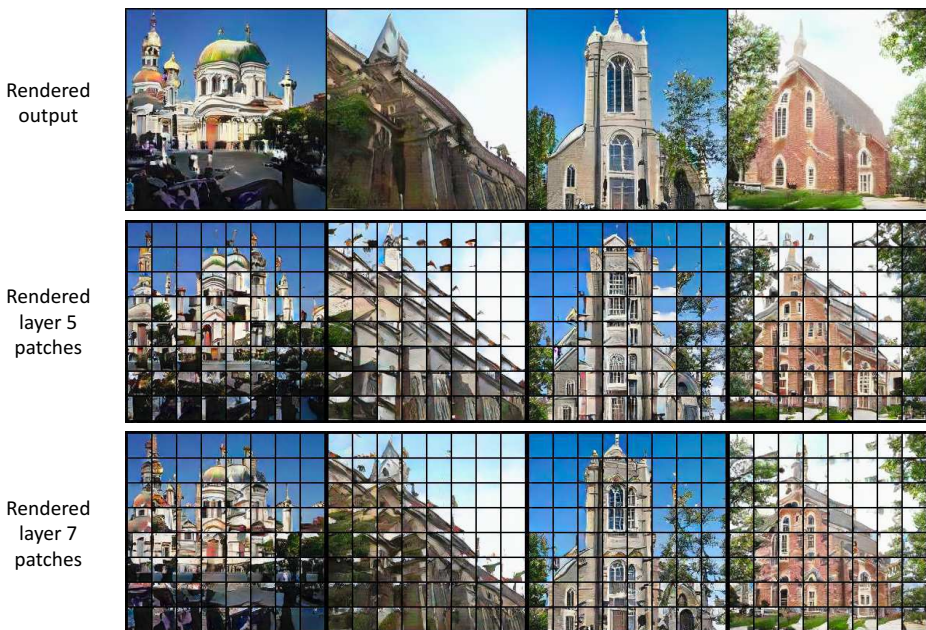 Rendered
output
Rendered
layer 5
patches
Rendered
layer 7
patches